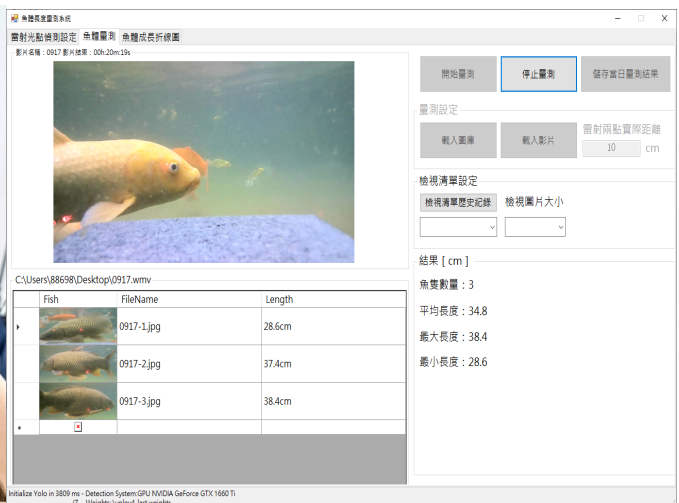 魚體長度量測系統
雷射光點偵測設定 魚體量測 魚體成長折線圖
影片名稱：0917 影片結束：00h:20m:19s
開始量測 停止量測 儲存當日量測結果
量測設定
載入圖庫 載入影片 雷射兩點實際距離
10 cm
檢視清單設定
檢視清單歷史紀錄 檢視圖片大小
結果 [ cm ]
魚隻數量：3
平均長度：34.8
最大長度：38.4
最小長度：28.6
C:\Users\88698\Desktop\0917.wmv
Fish FileName Length
0917-1.jpg 28.6cm
0917-2.jpg 37.4cm
0917-3.jpg 38.4cm
Initialize Yolo in 3809 ms - Detection System:GPU NVIDIA GeForce GTX 1660 Ti